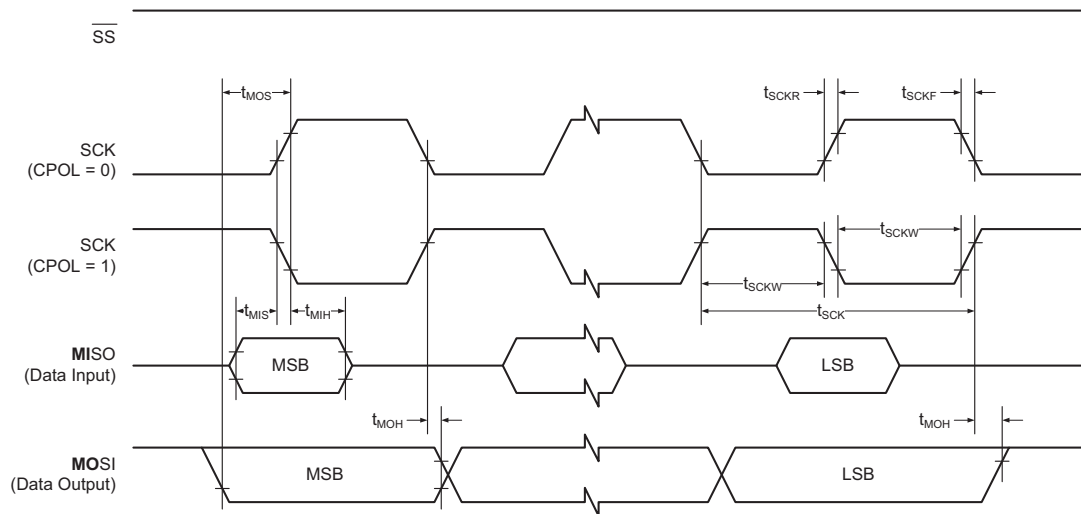 SS
tMOS
tSCKR
tSCKF
SCK
(CPOL = 0)
SCK
(CPOL = 1)
tSCKW
tSCKW
tSCK
tMIS
tMIH
MISO
(Data Input)
MSB
LSB
tMOH
tMOH
MOSI
(Data Output)
MSB
LSB